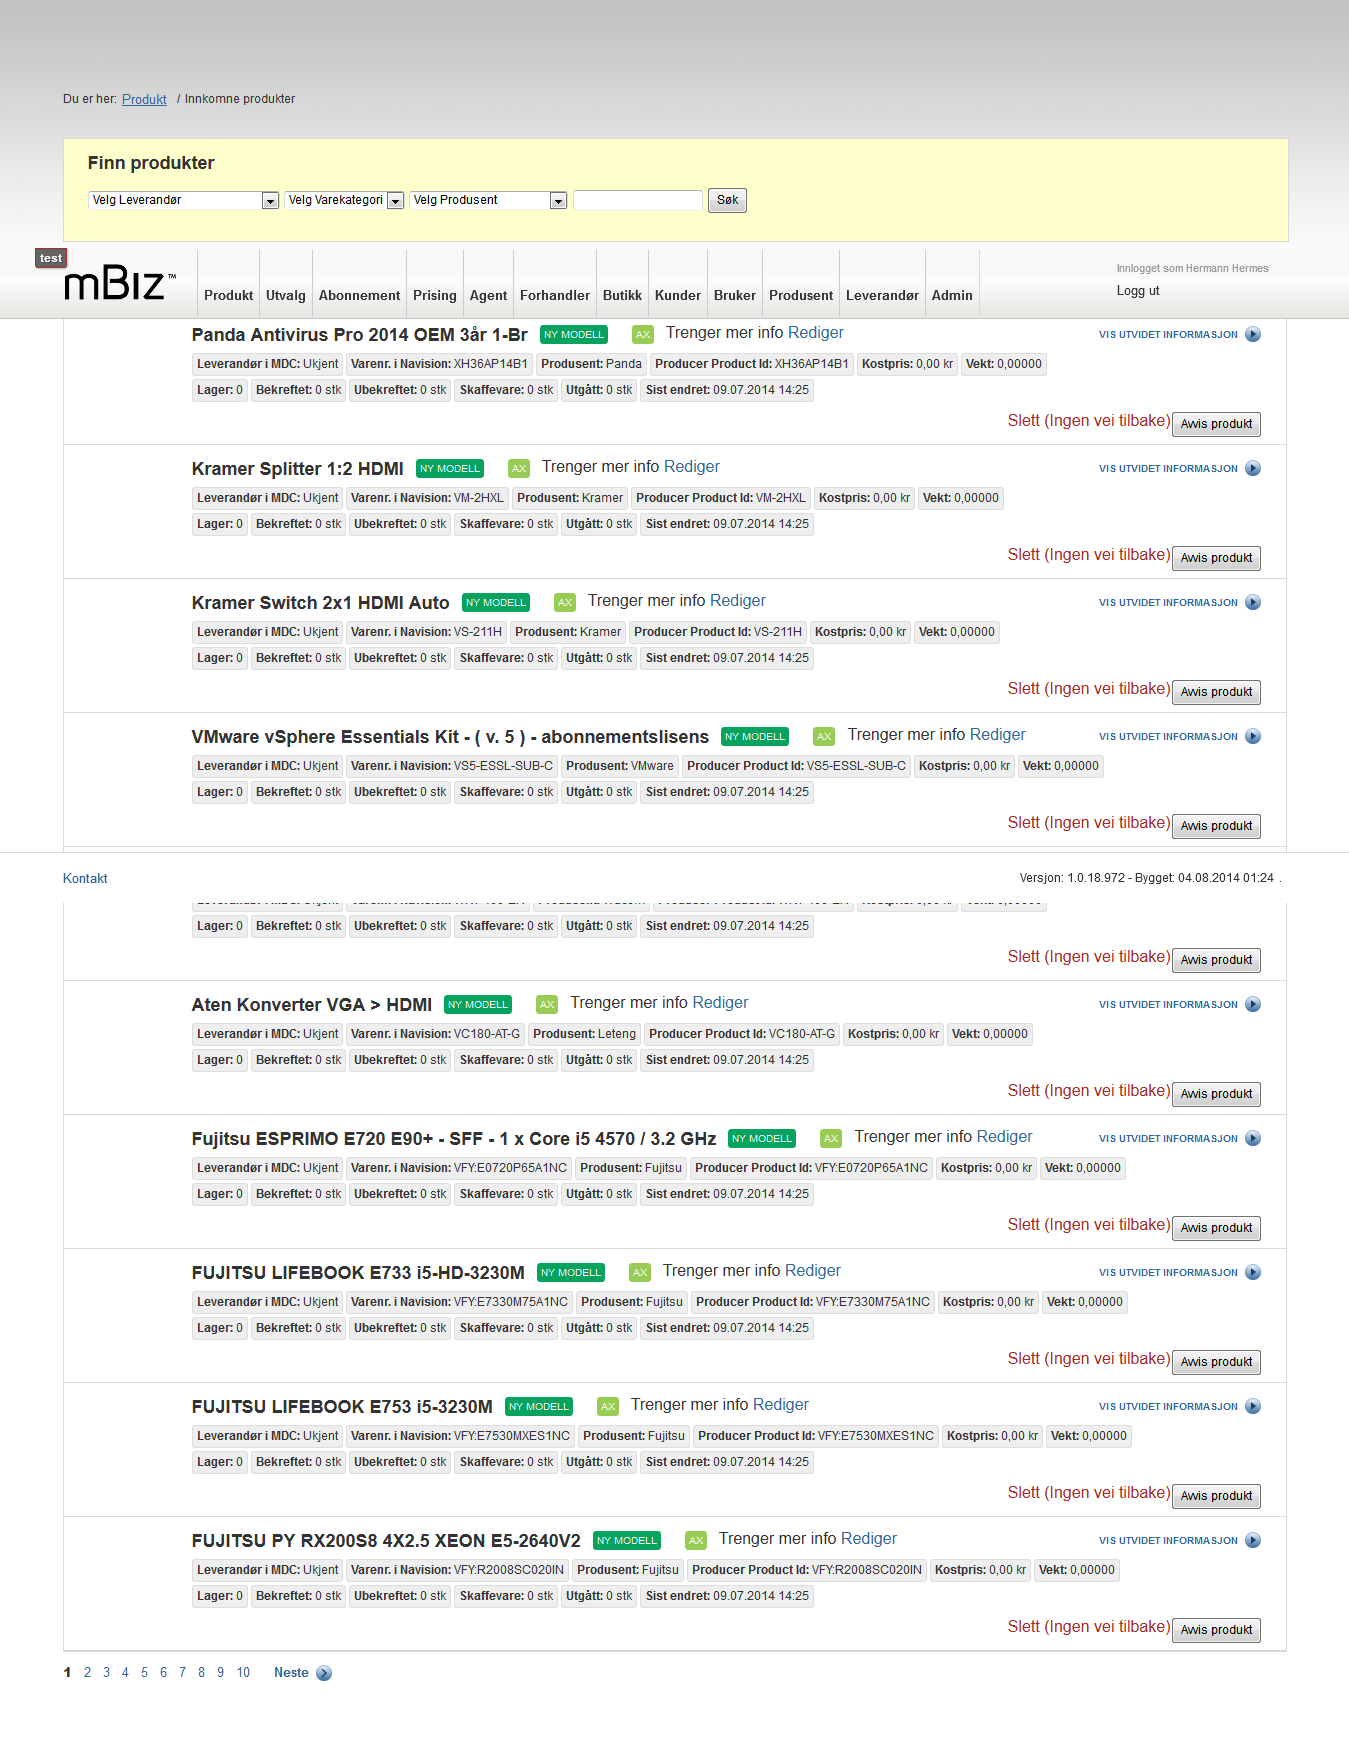 Du er her: Produkt / Innkomne produkter
Finn produkter
Velg Leverandør Velg Varekategori Velg Produsent Søk
test
mBiz™ Produkt Utvalg Abonnement Prising Agent Forhandler Butikk Kunder Bruker Produsent Leverandør Admin
Innlogget som Hermann Hermes
Logg ut
Panda Antivirus Pro 2014 OEM 3år 1-Br NY MODELL AX Trenger mer info Rediger VIS UTVIDET INFORMASJON
Leverandør i MDC: Ukjent Varenr. i Navision: XH36AP14B1 Produsent: Panda Producer Product Id: XH36AP14B1 Kostpris: 0,00 kr Vekt: 0,00000
Lager: 0 Bekreftet: 0 stk Ubekreftet: 0 stk Skaffevare: 0 stk Utgått: 0 stk Sist endret: 09.07.2014 14:25
Slett (Ingen vei tilbake) Avvis produkt
Kramer Splitter 1:2 HDMI NY MODELL AX Trenger mer info Rediger VIS UTVIDET INFORMASJON
Leverandør i MDC: Ukjent Varenr. i Navision: VM-2HXL Produsent: Kramer Producer Product Id: VM-2HXL Kostpris: 0,00 kr Vekt: 0,00000
Lager: 0 Bekreftet: 0 stk Ubekreftet: 0 stk Skaffevare: 0 stk Utgått: 0 stk Sist endret: 09.07.2014 14:25
Slett (Ingen vei tilbake) Avvis produkt
Kramer Switch 2x1 HDMI Auto NY MODELL AX Trenger mer info Rediger VIS UTVIDET INFORMASJON
Leverandør i MDC: Ukjent Varenr. i Navision: VS-211H Produsent: Kramer Producer Product Id: VS-211H Kostpris: 0,00 kr Vekt: 0,00000
Lager: 0 Bekreftet: 0 stk Ubekreftet: 0 stk Skaffevare: 0 stk Utgått: 0 stk Sist endret: 09.07.2014 14:25
Slett (Ingen vei tilbake) Avvis produkt
VMware vSphere Essentials Kit - ( v. 5 ) - abonnementslisens NY MODELL AX Trenger mer info Rediger VIS UTVIDET INFORMASJON
Leverandør i MDC: Ukjent Varenr. i Navision: VS5-ESSL-SUB-C Produsent: VMware Producer Product Id: VS5-ESSL-SUB-C Kostpris: 0,00 kr Vekt: 0,00000
Lager: 0 Bekreftet: 0 stk Ubekreftet: 0 stk Skaffevare: 0 stk Utgått: 0 stk Sist endret: 09.07.2014 14:25
Slett (Ingen vei tilbake) Avvis produkt
Kontakt Versjon: 1.0.18.972 - Bygget: 04.08.2014 01:24 .
Lager: 0 Bekreftet: 0 stk Ubekreftet: 0 stk Skaffevare: 0 stk Utgått: 0 stk Sist endret: 09.07.2014 14:25
Slett (Ingen vei tilbake) Avvis produkt
Aten Konverter VGA > HDMI NY MODELL AX Trenger mer info Rediger VIS UTVIDET INFORMASJON
Leverandør i MDC: Ukjent Varenr. i Navision: VC180-AT-G Produsent: Leteng Producer Product Id: VC180-AT-G Kostpris: 0,00 kr Vekt: 0,00000
Lager: 0 Bekreftet: 0 stk Ubekreftet: 0 stk Skaffevare: 0 stk Utgått: 0 stk Sist endret: 09.07.2014 14:25
Slett (Ingen vei tilbake) Avvis produkt
Fujitsu ESPRIMO E720 E90+ - SFF - 1 x Core i5 4570 / 3.2 GHz NY MODELL AX Trenger mer info Rediger VIS UTVIDET INFORMASJON
Leverandør i MDC: Ukjent Varenr. i Navision: VFY:E0720P65A1NC Produsent: Fujitsu Producer Product Id: VFY:E0720P65A1NC Kostpris: 0,00 kr Vekt: 0,00000
Lager: 0 Bekreftet: 0 stk Ubekreftet: 0 stk Skaffevare: 0 stk Utgått: 0 stk Sist endret: 09.07.2014 14:25
Slett (Ingen vei tilbake) Avvis produkt
FUJITSU LIFEBOOK E733 i5-HD-3230M NY MODELL AX Trenger mer info Rediger VIS UTVIDET INFORMASJON
Leverandør i MDC: Ukjent Varenr. i Navision: VFY:E7330M75A1NC Produsent: Fujitsu Producer Product Id: VFY:E7330M75A1NC Kostpris: 0,00 kr Vekt: 0,00000
Lager: 0 Bekreftet: 0 stk Ubekreftet: 0 stk Skaffevare: 0 stk Utgått: 0 stk Sist endret: 09.07.2014 14:25
Slett (Ingen vei tilbake) Avvis produkt
FUJITSU LIFEBOOK E753 i5-3230M NY MODELL AX Trenger mer info Rediger VIS UTVIDET INFORMASJON
Leverandør i MDC: Ukjent Varenr. i Navision: VFY:E7530MXES1NC Produsent: Fujitsu Producer Product Id: VFY:E7530MXES1NC Kostpris: 0,00 kr Vekt: 0,00000
Lager: 0 Bekreftet: 0 stk Ubekreftet: 0 stk Skaffevare: 0 stk Utgått: 0 stk Sist endret: 09.07.2014 14:25
Slett (Ingen vei tilbake) Avvis produkt
FUJITSU PY RX200S8 4X2.5 XEON E5-2640V2 NY MODELL AX Trenger mer info Rediger VIS UTVIDET INFORMASJON
Leverandør i MDC: Ukjent Varenr. i Navision: VFY:R2008SC020IN Produsent: Fujitsu Producer Product Id: VFY:R2008SC020IN Kostpris: 0,00 kr Vekt: 0,00000
Lager: 0 Bekreftet: 0 stk Ubekreftet: 0 stk Skaffevare: 0 stk Utgått: 0 stk Sist endret: 09.07.2014 14:25
Slett (Ingen vei tilbake) Avvis produkt
1 2 3 4 5 6 7 8 9 10 Neste